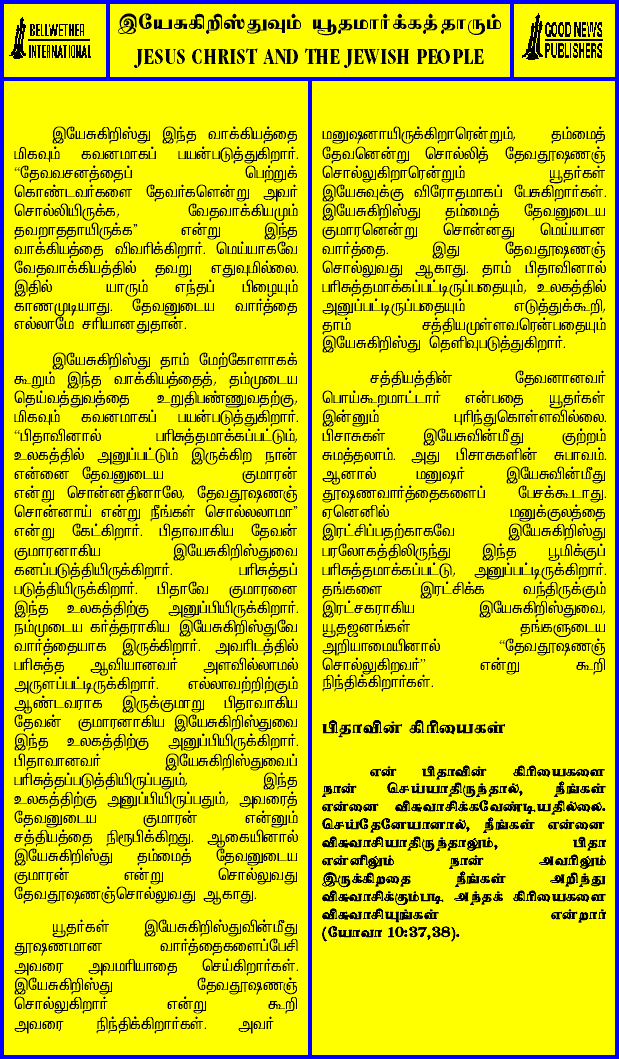 BELLWETHER
INTERNATIONAL
இயேசுகிறிஸ்துவும் யூதமார்க்கத்தாரும்
JESUS CHRIST AND THE JEWISH PEOPLE
GOOD NEWS
PUBLISHERS
இயேசுகிறிஸ்து இந்த வாக்கியத்தை
மிகவும் கவனமாகப் பயன்படுத்துகிறார்.
“தேவவசனத்தைப் பெற்றுக்
கொண்டவர்களை தேவர்களென்று அவர்
சொல்லியிருக்க, வேதவாக்கியமும்
தவறாததாயிருக்க” என்று இந்த
வாக்கியத்தை விவரிக்கிறார். மெய்யாகவே
வேதவாக்கியத்தில் தவறு எதுவுமில்லை.
இதில் யாரும் எந்தப் பிழையும்
காணமுடியாது. தேவனுடைய வார்த்தை
எல்லாமே சரியானதுதான்.
இயேசுகிறிஸ்து தாம் மேற்கோளாகக்
கூறும் இந்த வாக்கியத்தைத், தம்முடைய
தெய்வத்துவத்தை உறுதிபண்ணுவதற்கு,
மிகவும் கவனமாகப் பயன்படுத்துகிறார்.
“பிதாவினால் பரிசுத்தமாக்கப்பட்டும்,
உலகத்தில் அனுப்பட்டும் இருக்கிற நான்
என்னை தேவனுடைய குமாரன்
என்று சொன்னதினாலே, தேவதூஷணஞ்
சொன்னாய் என்று நீங்கள் சொல்லலாமா”
என்று கேட்கிறார். பிதாவாகிய தேவன்
குமாரனாகிய இயேசுகிறிஸ்துவை
கனப்படுத்தியிருக்கிறார். பரிசுத்தப்
படுத்தியிருக்கிறார். பிதாவே குமாரனை
இந்த உலகத்திற்கு அனுப்பியிருக்கிறார்.
நம்முடைய கர்த்தராகிய இயேசுகிறிஸ்துவே
வார்த்தையாக இருக்கிறார். அவரிடத்தில்
பரிசுத்த ஆவியானவர் அளவில்லாமல்
அருளப்பட்டிருக்கிறார். எல்லாவற்றிற்கும்
ஆண்டவராக இருக்குமாறு பிதாவாகிய
தேவன் குமாரனாகிய இயேசுகிறிஸ்துவை
இந்த உலகத்திற்கு அனுப்பியிருக்கிறார்.
பிதாவானவர் இயேசுகிறிஸ்துவைப்
பரிசுத்தப்படுத்தியிருப்பதும், இந்த
உலகத்திற்கு அனுப்பியிருப்பதும், அவரைத்
தேவனுடைய குமாரன் என்னும்
சத்தியத்தை நிரூபிக்கிறது. ஆகையினால்
இயேசுகிறிஸ்து தம்மைத் தேவனுடைய
குமாரன் என்று சொல்லுவது
தேவதூஷணஞ்சொல்லுவது ஆகாது.
யூதர்கள் இயேசுகிறிஸ்துவின்மீது
தூஷணமான வார்த்தைகளைப்பேசி
அவரை அவமரியாதை செய்கிறார்கள்.
இயேசுகிறிஸ்து தேவதூஷணஞ்
சொல்லுகிறார் என்று கூறி
அவரை நிந்திக்கிறார்கள். அவர்
மனுஷனாயிருக்கிறாரென்றும், தம்மைத்
தேவனென்று சொல்லித் தேவதூஷணஞ்
சொல்லுகிறாரென்றும் யூதர்கள்
இயேசுவுக்கு விரோதமாகப் பேசுகிறார்கள்.
இயேசுகிறிஸ்து தம்மைத் தேவனுடைய
குமாரனென்று சொன்னது மெய்யான
வார்த்தை. இது தேவதூஷணஞ்
சொல்லுவது ஆகாது. தாம் பிதாவினால்
பரிசுத்தமாக்கப்பட்டிருப்பதையும், உலகத்தில்
அனுப்பட்டிருப்பதையும் எடுத்துக்கூறி,
தாம் சத்தியமுள்ளவரென்பதையும்
இயேசுகிறிஸ்து தெளிவுபடுத்துகிறார்.
சத்தியத்தின் தேவனானவர்
பொய்கூறமாட்டார் என்பதை யூதர்கள்
இன்னும் புரிந்துகொள்ளவில்லை.
பிசாசுகள் இயேசுவின்மீது குற்றம்
சுமத்தலாம். அது பிசாசுகளின் சுபாவம்.
ஆனால் மனுஷர் இயேசுவின்மீது
தூஷணவார்த்தைகளைப் பேசக்கூடாது.
ஏனெனில் மனுக்குலத்தை
இரட்சிப்பதற்காகவே இயேசுகிறிஸ்து
பரலோகத்திலிருந்து இந்த பூமிக்குப்
பரிசுத்தமாக்கப்பட்டு, அனுப்பட்டிருக்கிறார்.
தங்களை இரட்சிக்க வந்திருக்கும்
இரட்சகராகிய இயேசுகிறிஸ்துவை,
யூதஜனங்கள் தங்களுடைய
அறியாமையினால் “தேவதூஷணஞ்
சொல்லுகிறவர்” என்று கூறி
நிந்திக்கிறார்கள்.
பிதாவின் கிரியைகள்
என் பிதாவின் கிரியைகளை
நான் செய்யாதிருந்தால், நீங்கள்
என்னை விசுவாசிக்கவேண்டியதில்லை.
செய்தேனேயானால், நீங்கள் என்னை
விசுவாசியாதிருந்தாலும், பிதா
என்னிலும் நான் அவரிலும்
இருக்கிறதை நீங்கள் அறிந்து
விசுவாசிக்கும்படி அந்தக் கிரியைகளை
விசுவாசியுங்கள் என்றார்
(யோவா 10:37,38).